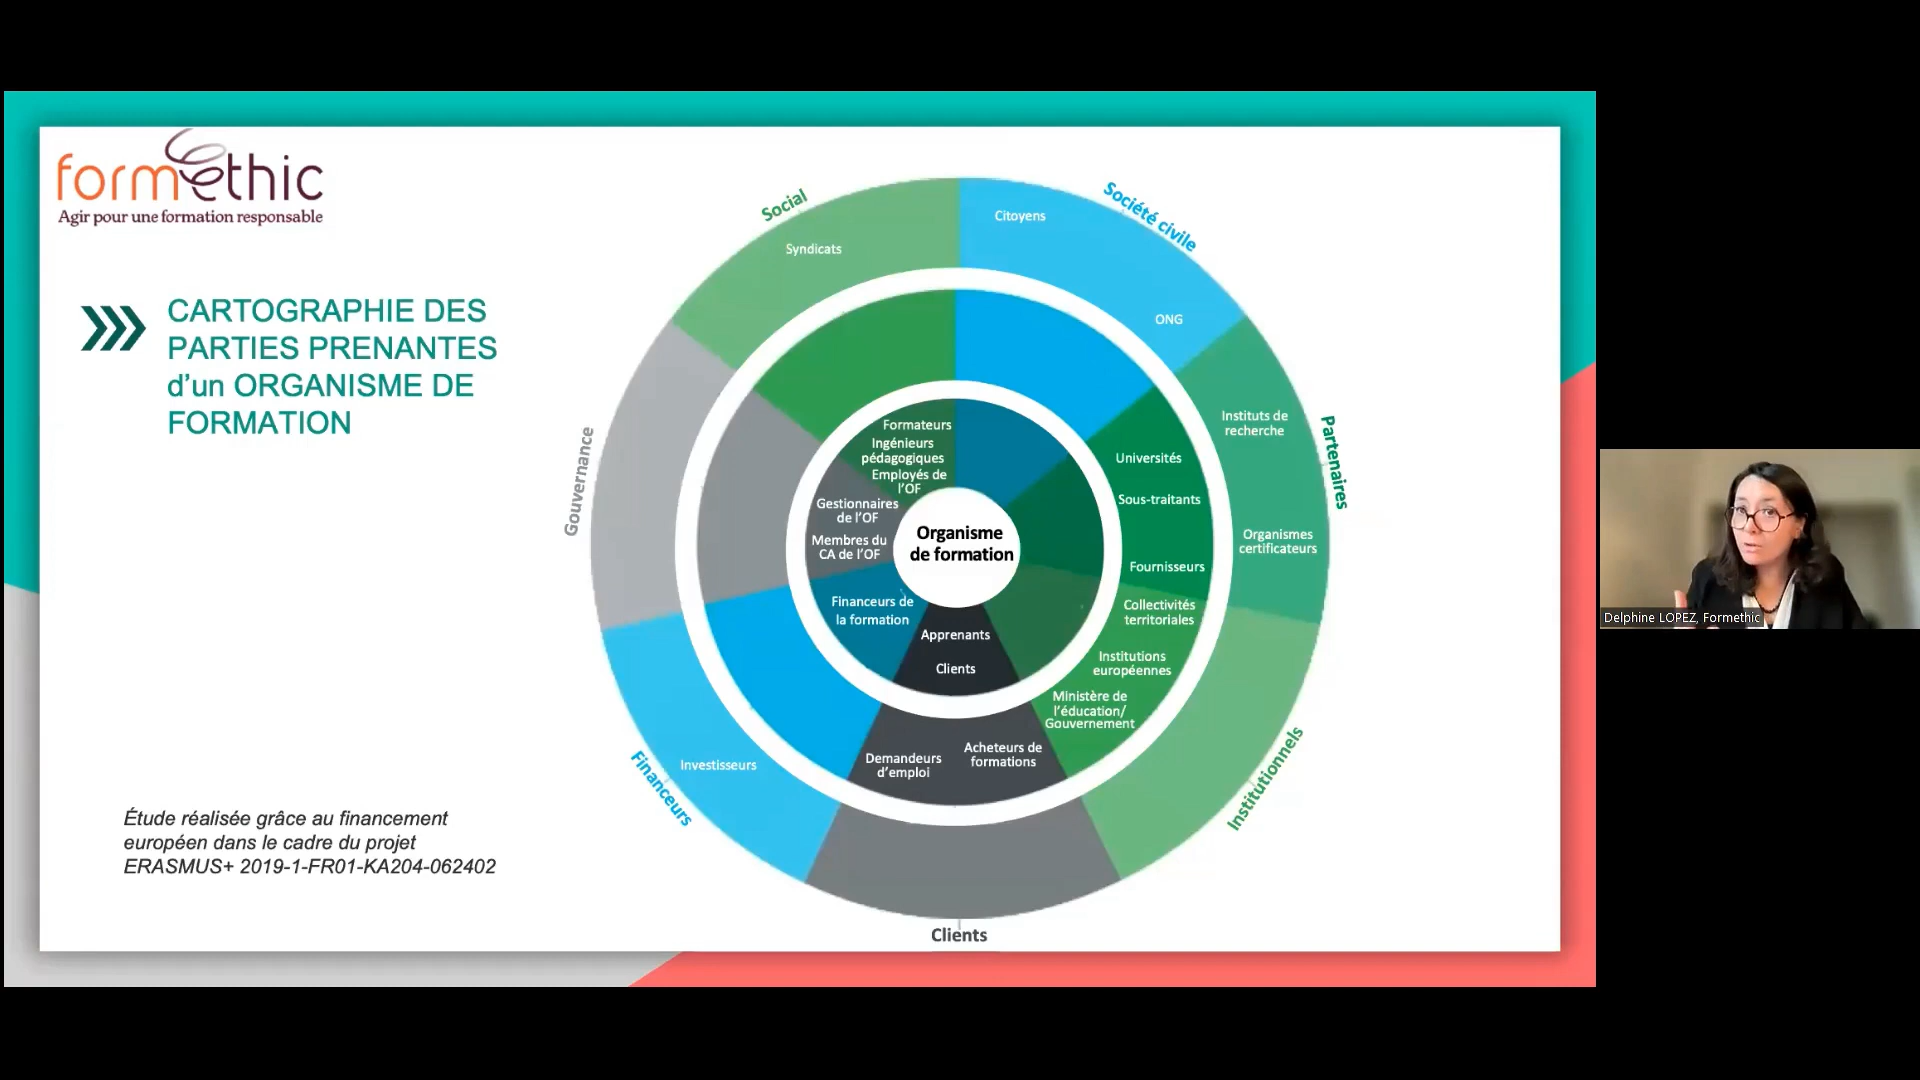 formethic
Agir pour une formation responsable
CARTOGRAPHIE DES
PARTIES PRENANTES
d’un ORGANISME DE
FORMATION
Étude réalisée grâce au financement
européen dans le cadre du projet
ERASMUS+ 2019-1-FR01-KA204-062402
Social
Syndicats
Société civile
Citoyens
ONG
Partenaires
Instituts de
recherche
Organismes
certificateurs
Universités
Sous-traitants
Fournisseurs
Institutionnels
Collectivités
territoriales
Institutions
européennes
Ministère de
l’éducation/
Gouvernement
Clients
Demandeurs
d’emploi
Acheteurs de
formations
Apprenants
Clients
Financeurs
Investisseurs
Financeurs de
la formation
Gouvernance
Gestionnaires
de l’OF
Membres du
CA de l’OF
Formateurs
Ingénieurs
pédagogiques
Employés de
l’OF
Organisme
de formation
Delphine LOPEZ, Formethic